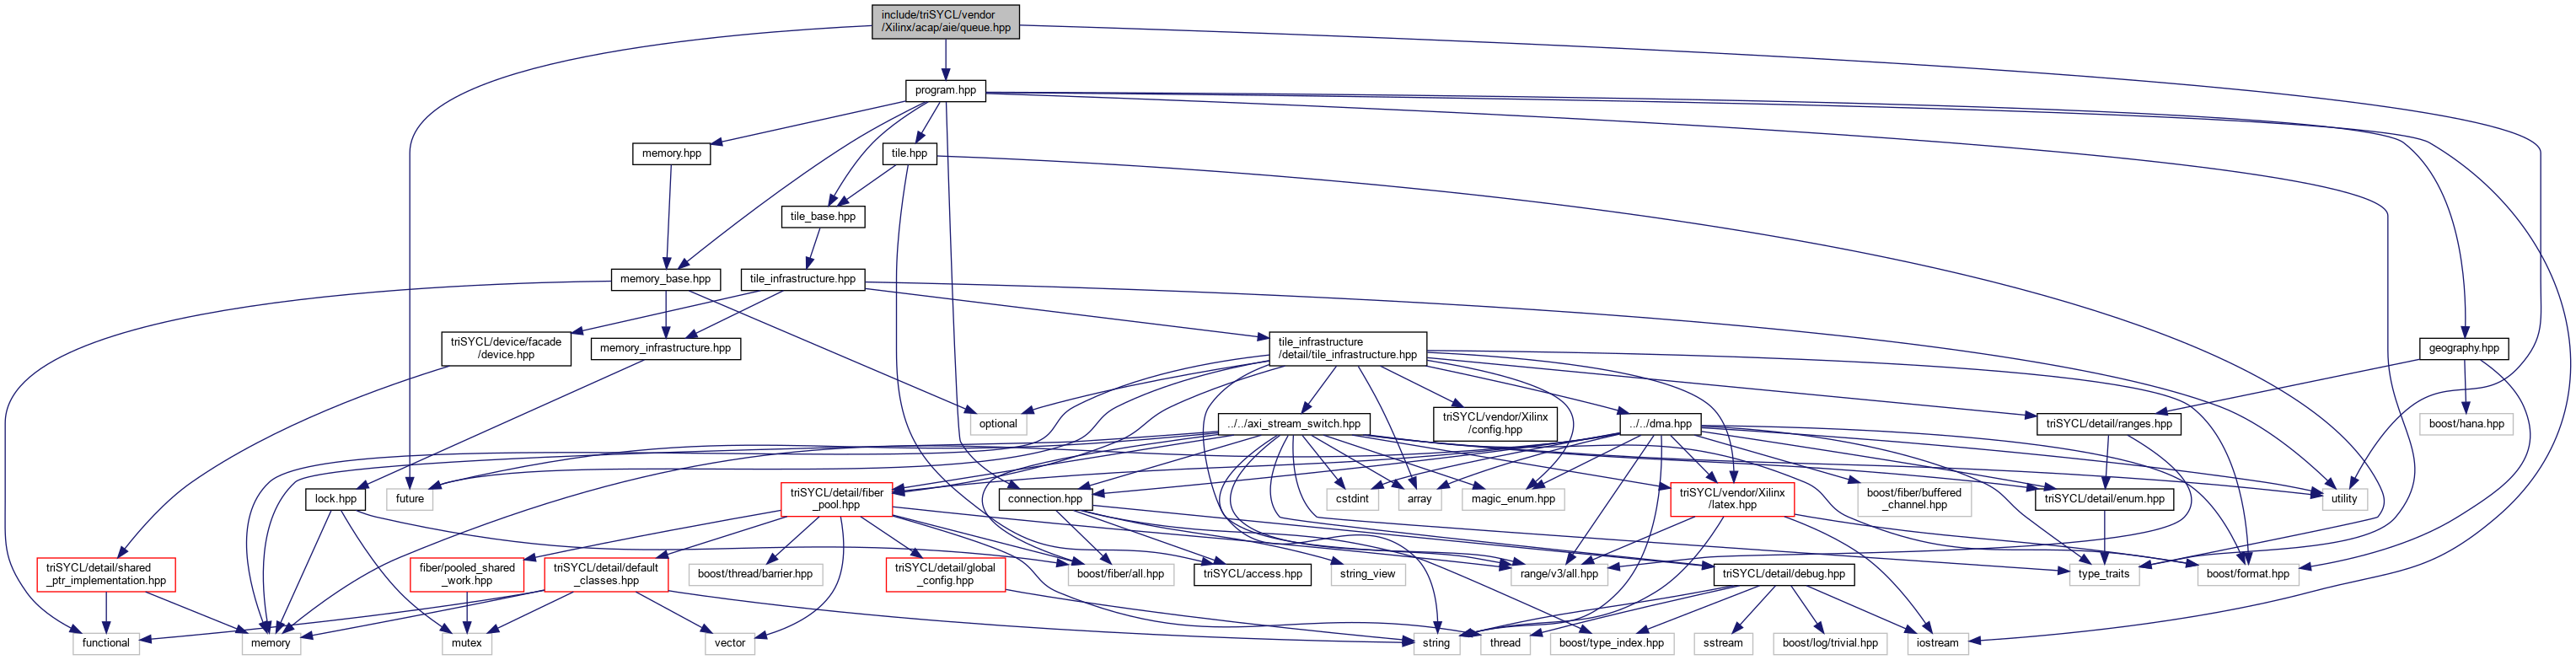 include/triSYCL/vendor
/Xilinx/acap/aie/queue.hpp
program.hpp
memory.hpp
tile.hpp
tile_base.hpp
memory_base.hpp
tile_infrastructure.hpp
triSYCL/device/facade
/device.hpp
memory_infrastructure.hpp
tile_infrastructure
/detail/tile_infrastructure.hpp
geography.hpp
optional
../../axi_stream_switch.hpp
triSYCL/vendor/Xilinx
/config.hpp
../../dma.hpp
triSYCL/detail/ranges.hpp
boost/hana.hpp
lock.hpp
future
triSYCL/detail/fiber
_pool.hpp
connection.hpp
cstdint
array
magic_enum.hpp
triSYCL/vendor/Xilinx
/latex.hpp
boost/fiber/buffered
_channel.hpp
triSYCL/detail/enum.hpp
utility
triSYCL/detail/shared
_ptr_implementation.hpp
fiber/pooled_shared
_work.hpp
triSYCL/detail/default
_classes.hpp
boost/thread/barrier.hpp
triSYCL/detail/global
_config.hpp
boost/fiber/all.hpp
triSYCL/access.hpp
string_view
range/v3/all.hpp
triSYCL/detail/debug.hpp
type_traits
boost/format.hpp
functional
memory
mutex
vector
string
thread
boost/type_index.hpp
sstream
boost/log/trivial.hpp
iostream